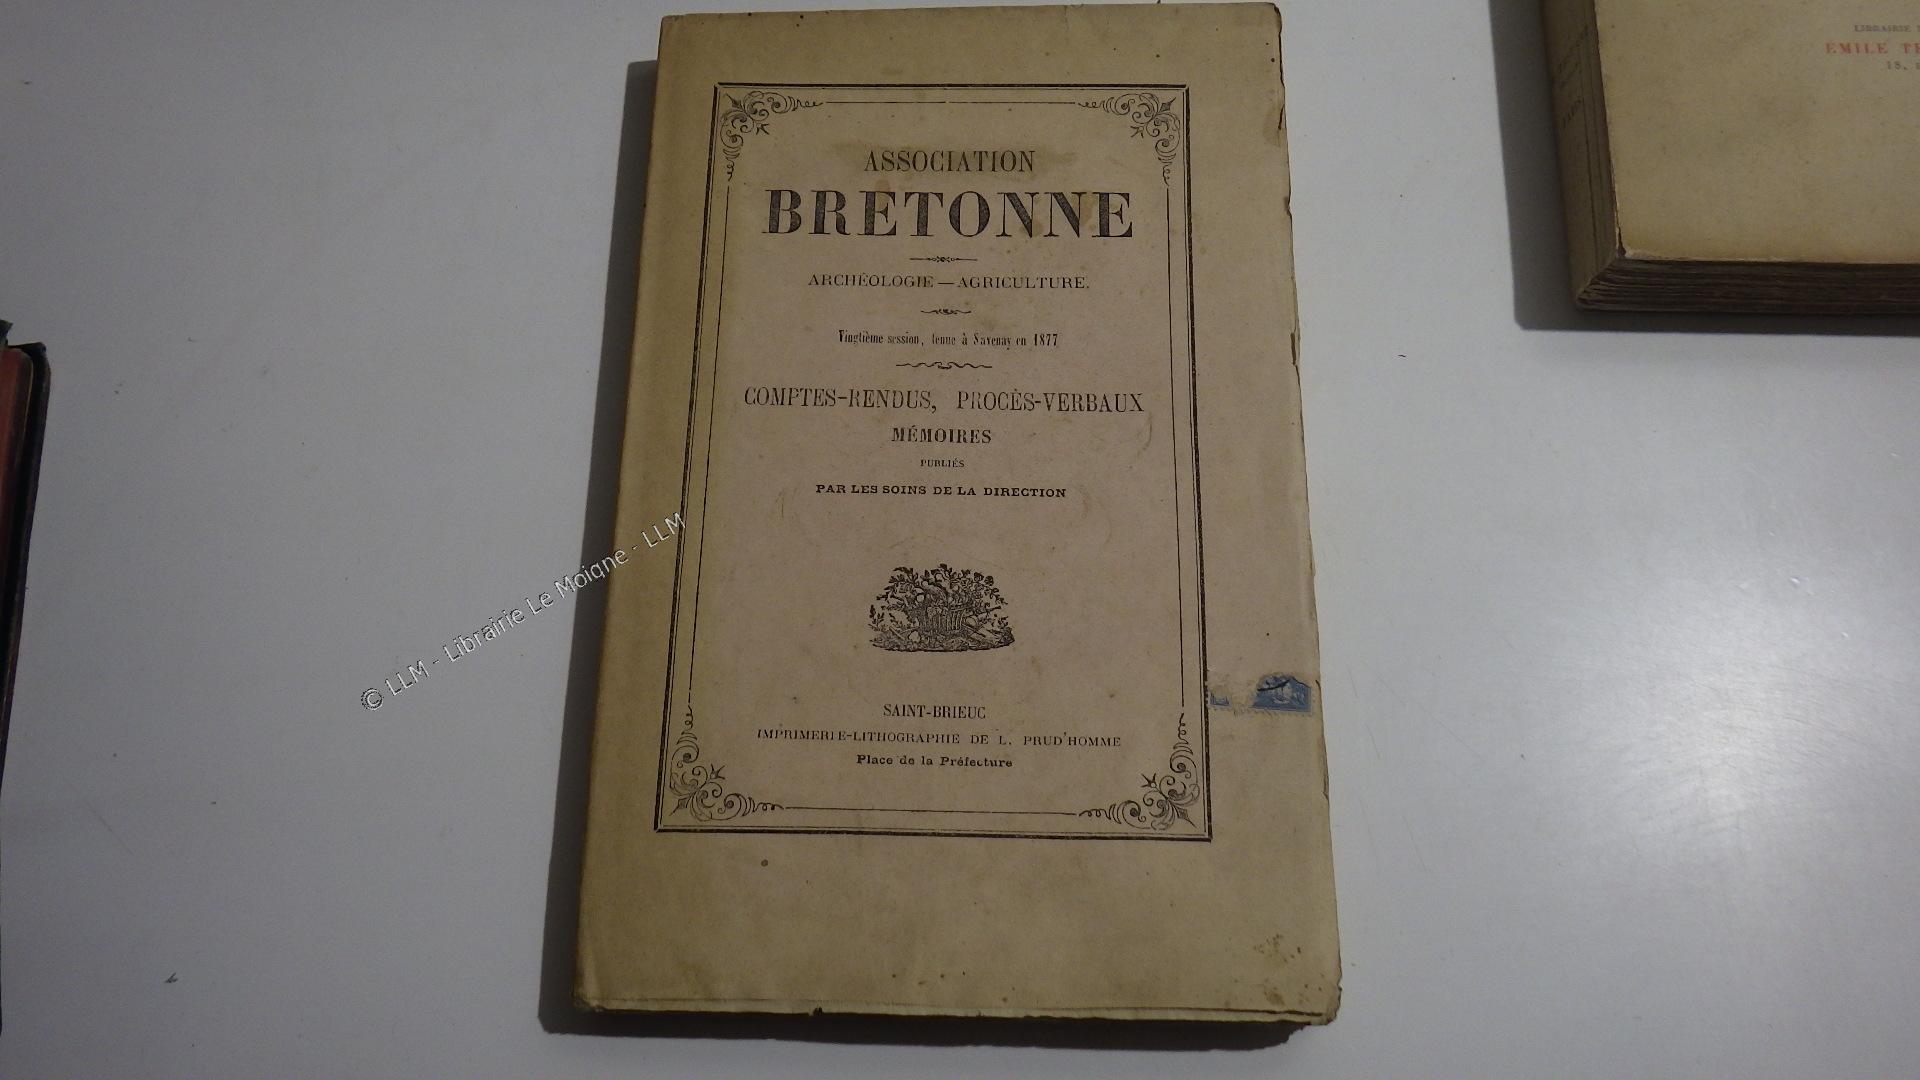 ASSOCIATION
BRETONNE
ARCHÉOLOGIE — AGRICULTURE.
Vingtième session, tenue à Savenay en 1877
COMPTES-RENDUS, PROCÈS-VERBAUX
MÉMOIRES
PUBLIÉS
PAR LES SOINS DE LA DIRECTION
SAINT-BRIEUC
IMPRIMERIE-LITHOGRAPHIE DE L. PRUD'HOMME
Place de la Préfecture
© LLM - Librairie Le Moigne - LLM
LIBRAIRIE
EMILE
18,